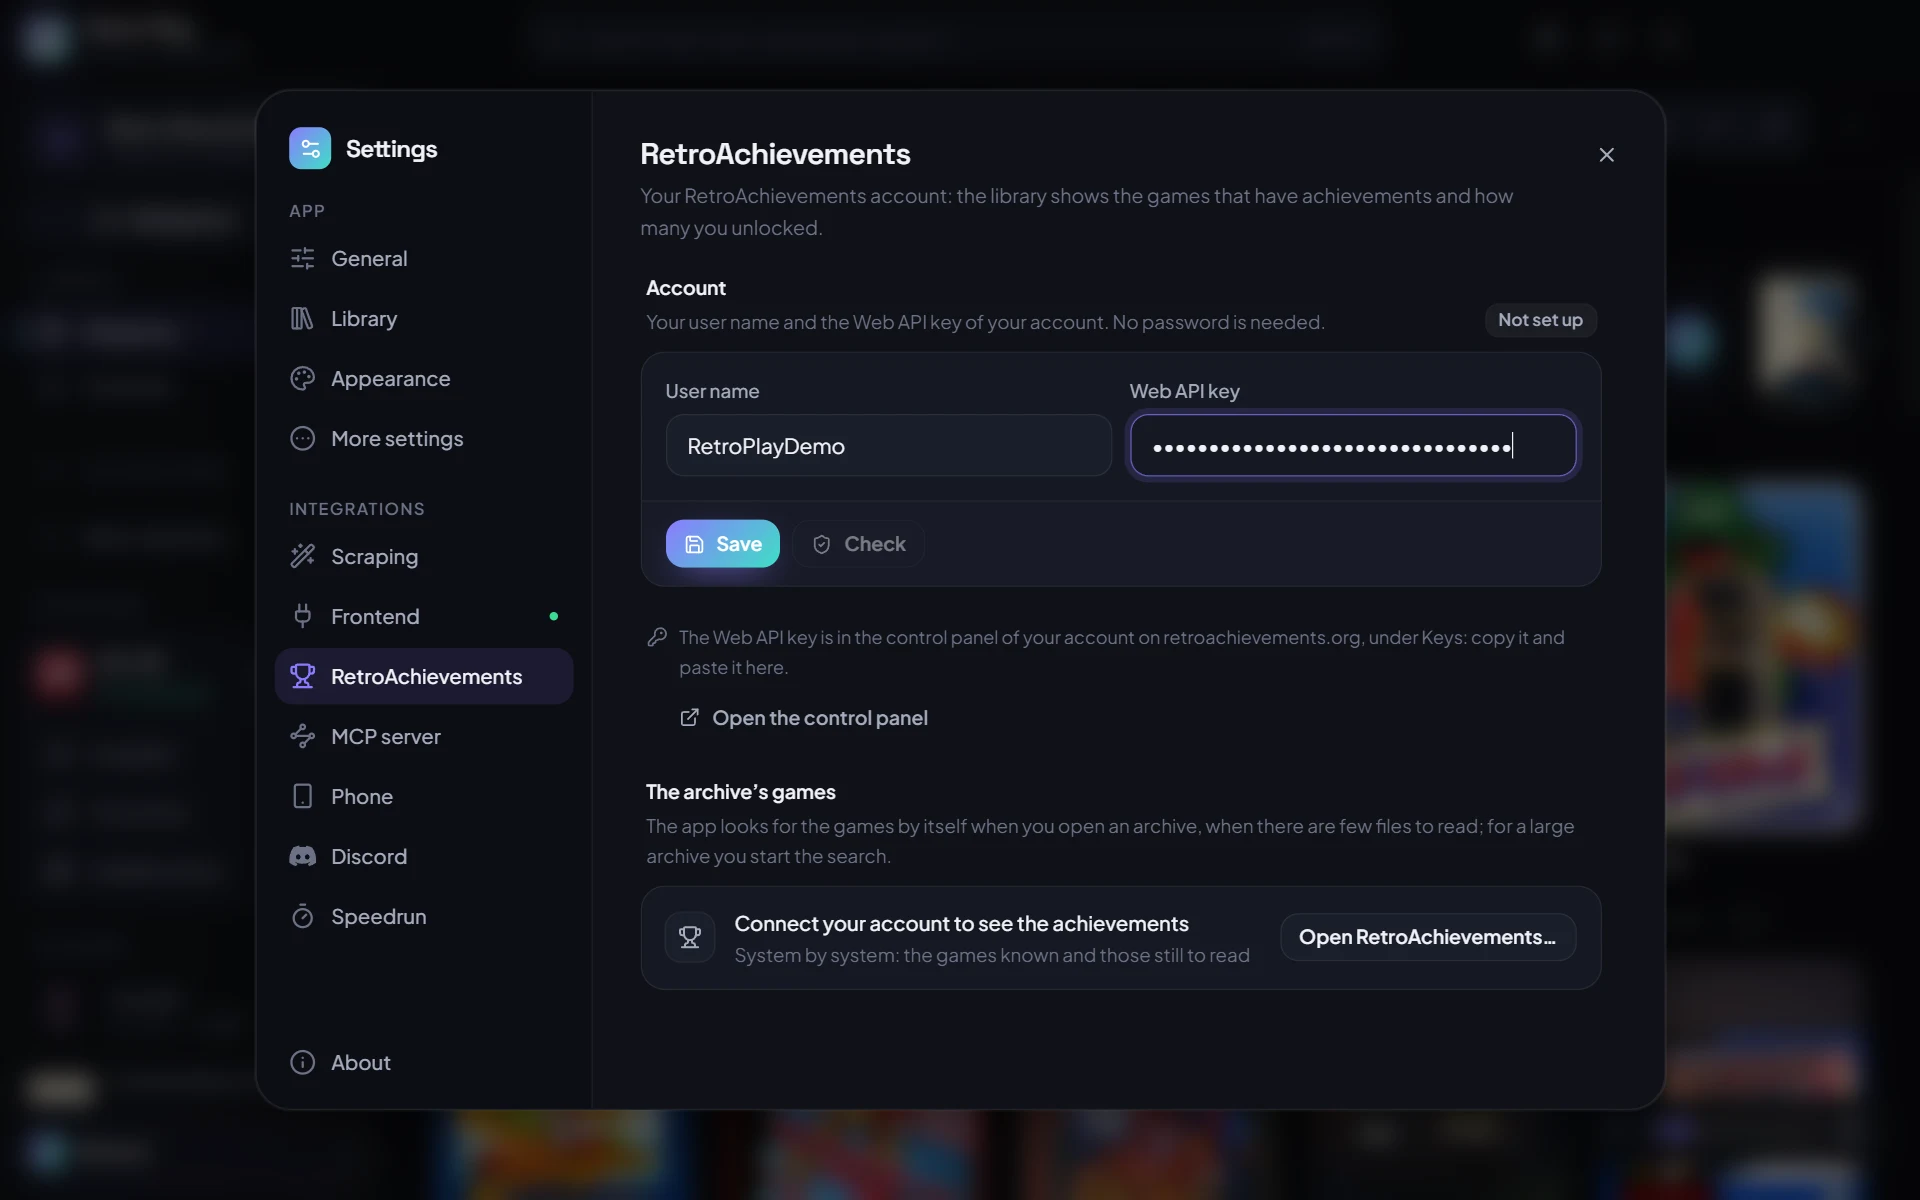 Settings
APP
General
Library
Appearance
More settings
INTEGRATIONS
Scraping
Frontend
RetroAchievements
MCP server
Phone
Discord
Speedrun
About
RetroAchievements
Your RetroAchievements account: the library shows the games that have achievements and how
many you unlocked.
Account
Your user name and the Web API key of your account. No password is needed.
Not set up
User name
Web API key
RetroPlayDemo
••••••••••••••••••••••••••••••••
Save
Check
The Web API key is in the control panel of your account on retroachievements.org, under Keys: copy it and
paste it here.
Open the control panel
The archive’s games
The app looks for the games by itself when you open an archive, when there are few files to read; for a large
archive you start the search.
Connect your account to see the achievements
System by system: the games known and those still to read
Open RetroAchievements…